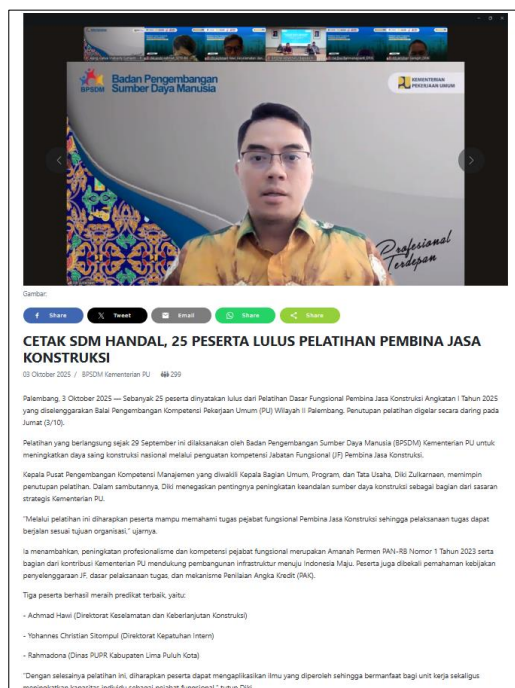 BPSDM
Badan Pengembangan
Sumber Daya Manusia
KEMENTERIAN
PEKERJAAN UMUM
Profesional
Terdepan
Gambar:
Share
Tweet
Email
Share
Share
CETAK SDM HANDAL, 25 PESERTA LULUS PELATIHAN PEMBINA JASA
KONSTRUKSI
03 Oktober 2025 / BPSDM Kementerian PU 299
Palembang, 3 Oktober 2025 — Sebanyak 25 peserta dinyatakan lulus dari Pelatihan Dasar Fungsional Pembina Jasa Konstruksi Angkatan I Tahun 2025
yang diselenggarakan Balai Pengembangan Kompetensi Pekerjaan Umum (PU) Wilayah II Palembang. Penutupan pelatihan digelar secara daring pada
Jumat (3/10).
Pelatihan yang berlangsung sejak 29 September ini dilaksanakan oleh Badan Pengembangan Sumber Daya Manusia (BPSDM) Kementerian PU untuk
meningkatkan daya saing konstruksi nasional melalui penguatan kompetensi Jabatan Fungsional (JF) Pembina Jasa Konstruksi.
Kepala Pusat Pengembangan Kompetensi Manajemen yang diwakili Kepala Bagian Umum, Program, dan Tata Usaha, Diki Zulkarnaen, memimpin
penutupan pelatihan. Dalam sambutannya, Diki menegaskan pentingnya peningkatan keandalan sumber daya konstruksi sebagai bagian dari sasaran
strategis Kementerian PU.
"Melalui pelatihan ini diharapkan peserta mampu memahami tugas pejabat fungsional Pembina Jasa Konstruksi sehingga pelaksanaan tugas dapat
berjalan sesuai tujuan organisasi," ujarnya.
Ia menambahkan, peningkatan profesionalisme dan kompetensi pejabat fungsional merupakan Amanah Permen PAN-RB Nomor 1 Tahun 2023 serta
bagian dari kontribusi Kementerian PU mendukung pembangunan infrastruktur menuju Indonesia Maju. Peserta juga dibekali pemahaman kebijakan
penyelenggaraan JF, dasar pelaksanaan tugas, dan mekanisme Penilaian Angka Kredit (PAK).
Tiga peserta berhasil meraih predikat terbaik, yaitu:
- Achmad Hawi (Direktorat Keselamatan dan Keberlanjutan Konstruksi)
- Yohannes Christian Sitompul (Direktorat Kepatuhan Intern)
- Rahmadona (Dinas PUPR Kabupaten Lima Puluh Kota)
"Dengan selesainya pelatihan ini, diharapkan peserta dapat mengaplikasikan ilmu yang diperoleh sehingga bermanfaat bagi unit kerja sekaligus
meningkatkan kapasitas individu sebagai pejabat fungsional," tutup Diki.